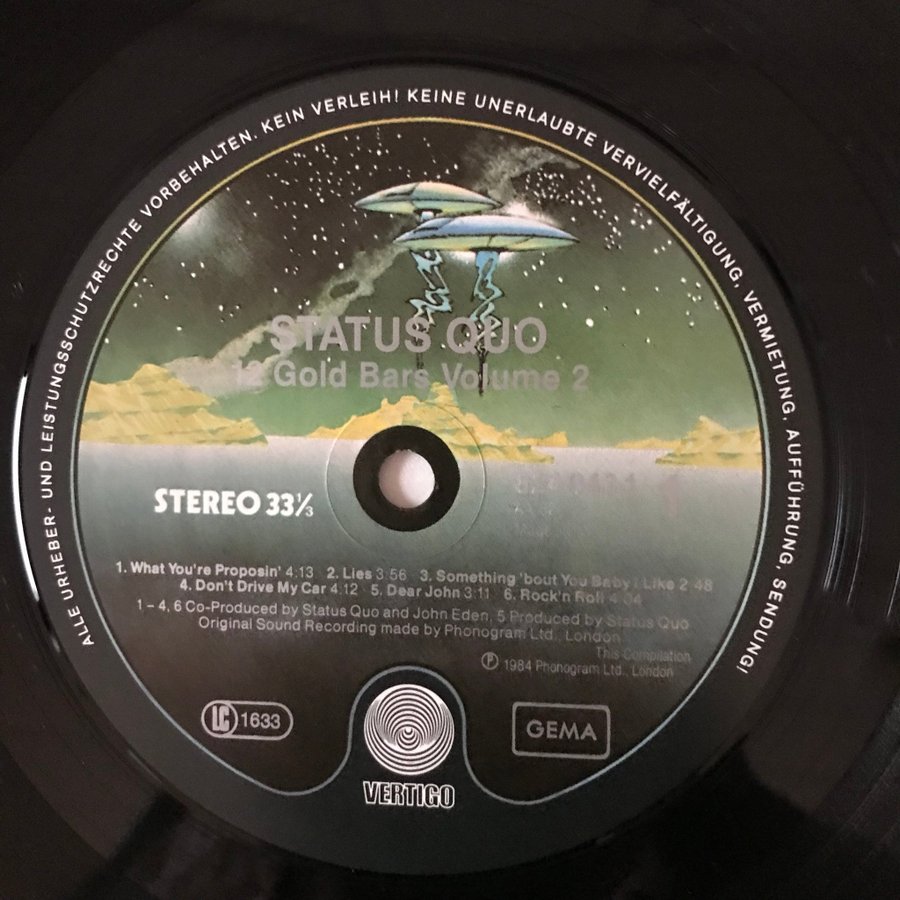 ALLE URHEBER- UND LEISTUNGSSCHUTZRECHTE VORBEHALTEN. KEIN VERLEIH! KEINE UNERLAUBTE VERVIELFÄLTIGUNG, VERMIETUNG, AUFFÜHRUNG, SENDUNG!
STATUS QUO
12 Gold Bars Volume 2
STEREO 33⅓
1
1. What You're Proposin' 4:13 2. Lies 3:56 3. Something 'bout You Baby I Like 2:48
4. Don't Drive My Car 4:12 5. Dear John 3:11 6. Rock'n Roll 4:04
1–4, 6 Co-Produced by Status Quo and John Eden, 5 Produced by Status Quo
Original Sound Recording made by Phonogram Ltd., London
This Compilation
Ⓟ 1984 Phonogram Ltd., London
LC 1633
GEMA
VERTIGO